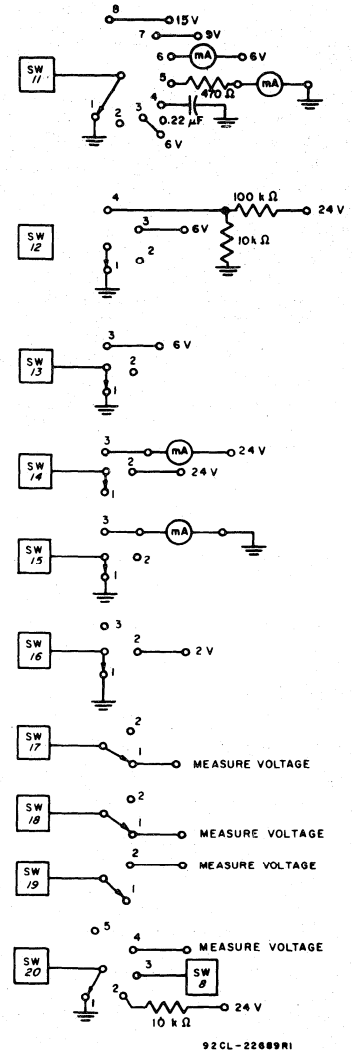 8 15 V
7 9V
6 mA 6 V
SW 11
5 470 Ω mA
4 0.22 µF
1 2 3
6 V
4 100 kΩ 24 V
SW 12
3 6V 10kΩ
2
1
3 6 V
SW 13
2
1
3 mA 24 V
SW 14
2 24 V
1
3 mA
SW 15
2
1
3
SW 16
2 2 V
1
2
SW 17
1 MEASURE VOLTAGE
2
SW 18
1 MEASURE VOLTAGE
2 MEASURE VOLTAGE
SW 19
1
5
4 MEASURE VOLTAGE
SW 20
3 SW 8
1 2 10 kΩ 24 V
92CL-22689R1